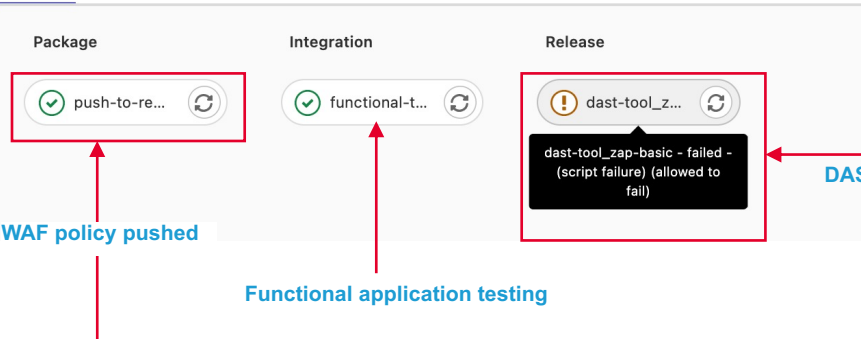 Package
Integration
Release
push-to-re...
functional-t...
dast-tool_z...
dast-tool_zap-basic - failed -
(script failure) (allowed to
fail)
DAS
WAF policy pushed
Functional application testing